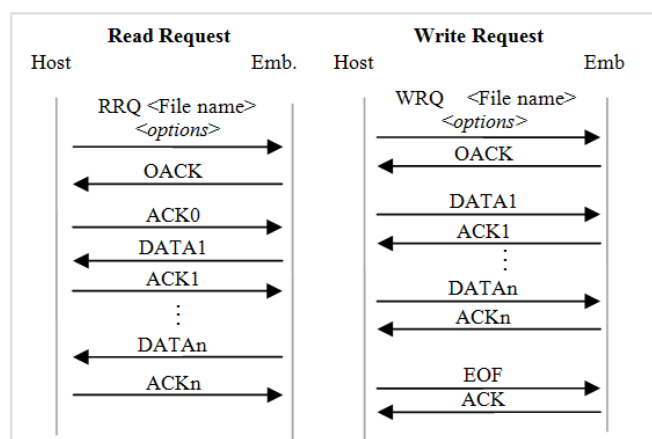 Read Request
Host Emb.
RRQ <File name>
<options>
OACK
ACK0
DATA1
ACK1
DATAn
ACKn
Write Request
Host Emb
WRQ <File name>
<options>
OACK
DATA1
ACK1
DATAn
ACKn
EOF
ACK